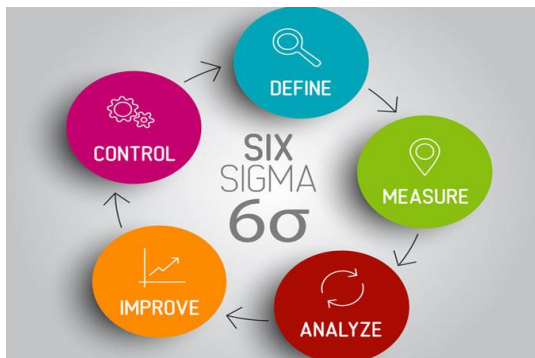 DEFINE
MEASURE
ANALYZE
IMPROVE
CONTROL
SIX
SIGMA
6σ